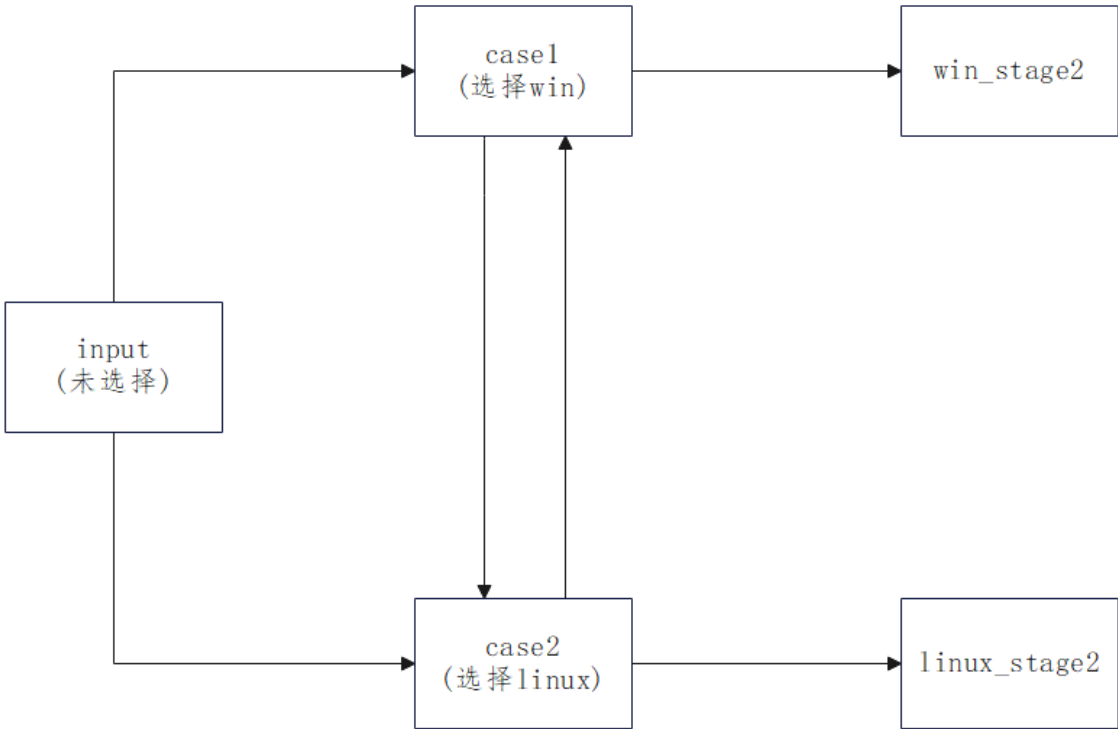 case1
(选择win)
win_stage2
input
(未选择)
case2
(选择linux)
linux_stage2